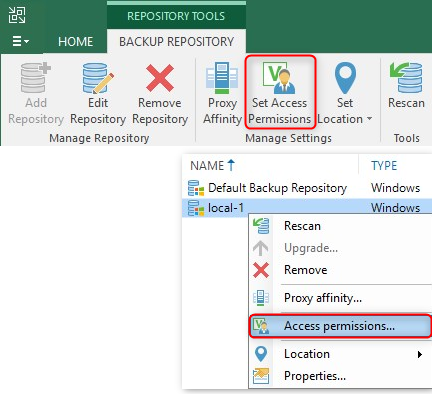 REPOSITORY TOOLS
HOME BACKUP REPOSITORY
Add Repository
Edit Repository
Remove Repository
Proxy Affinity
Set Access Permissions
Set Location
Rescan
Manage Repository Manage Settings Tools
NAME TYPE
Default Backup Repository Windows
local-1 Windows
Rescan
Upgrade...
Remove
Proxy affinity...
Access permissions...
Location
Properties...